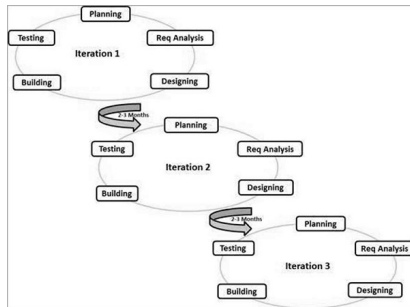 Planning
Testing
Req Analysis
Iteration 1
Building
Designing
2-3 Months
Planning
Testing
Req Analysis
Iteration 2
Building
Designing
2-3 Months
Planning
Testing
Req Analysis
Iteration 3
Building
Designing